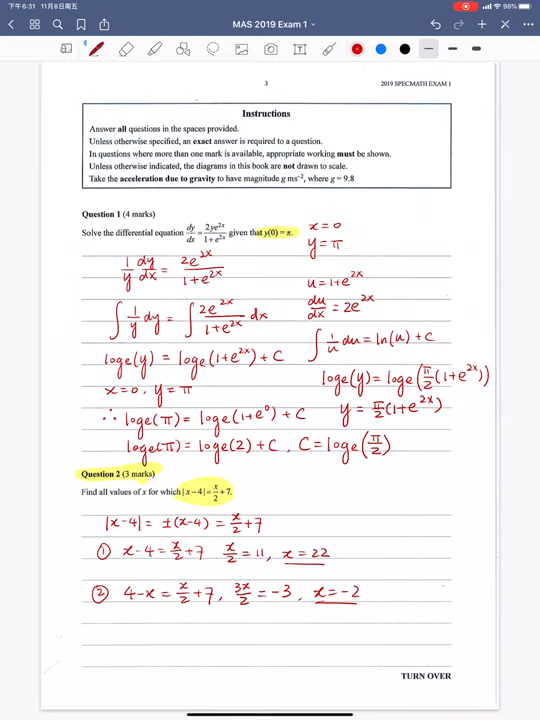 下午6:31 11月8日周五
98%
MAS 2019 Exam 1
3
2019 SPECMATH EXAM 1
Instructions
Answer all questions in the spaces provided.
Unless otherwise specified, an exact answer is required to a question.
In questions where more than one mark is available, appropriate working must be shown.
Unless otherwise indicated, the diagrams in this book are not drawn to scale.
Take the acceleration due to gravity to have magnitude g ms⁻², where g = 9.8
Question 1 (4 marks)
Solve the differential equation dy/dx = 2ye^2x/(1+e^2x) given that y(0) = π.
x=0
y=π
1/y dy/dx = 2e^2x/(1+e^2x)
u=1+e^2x
du/dx = 2e^2x
∫ 1/y dy = ∫ 2e^2x/(1+e^2x) dx
∫ 1/u du = ln(u) + C
loge(y) = loge(1+e^2x) + C
loge(y) = loge(π/2(1+e^2x))
x=0, y=π
y = π/2(1+e^2x)
∴ loge(π) = loge(1+e^0) + C
loge(π) = loge(2) + C, C = loge(π/2)
Question 2 (3 marks)
Find all values of x for which |x−4| = x/2 + 7.
|x−4| = ±(x−4) = x/2 + 7
① x−4 = x/2 + 7 x/2 = 11, x = 22
② 4−x = x/2 + 7, 3x/2 = −3, x = −2
TURN OVER